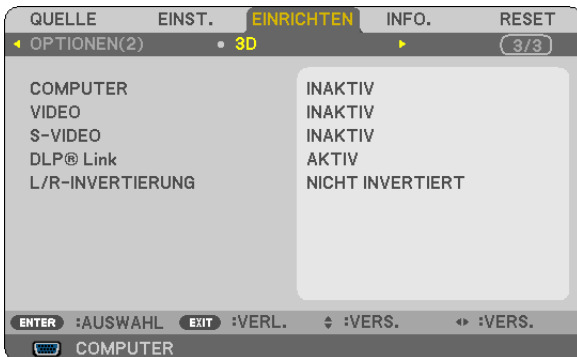 QUELLE EINST. EINRICHTEN INFO. RESET
OPTIONEN(2) • 3D 3/3
COMPUTER INAKTIV
VIDEO INAKTIV
S-VIDEO INAKTIV
DLP® Link AKTIV
L/R-INVERTIERUNG NICHT INVERTIERT
ENTER :AUSWAHL EXIT :VERL. :VERS. :VERS.
COMPUTER